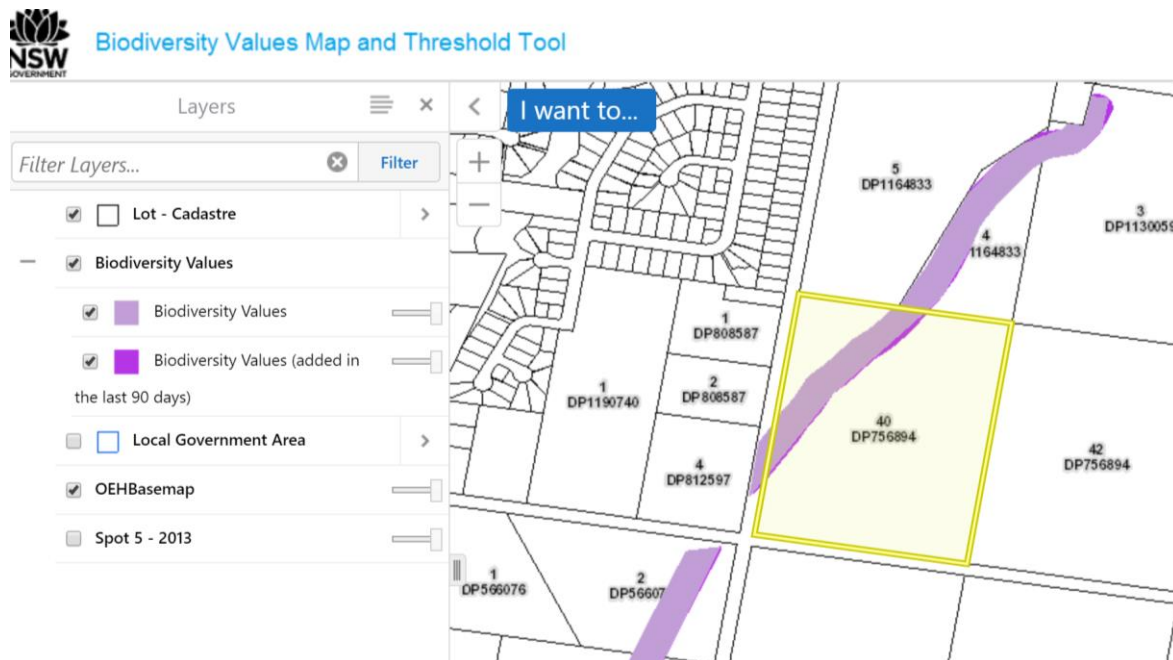 NSW
GOVERNMENT
Biodiversity Values Map and Threshold Tool
Layers
Filter Layers...
Filter
Lot - Cadastre
Biodiversity Values
Biodiversity Values
Biodiversity Values (added in
the last 90 days)
Local Government Area
OEHBasemap
Spot 5 - 2013
I want to...
5
DP1164833
3
DP1130059
4
1164833
1
DP808587
2
DP808587
1
DP1190740
40
DP756894
42
DP756894
4
DP812597
1
DP566076
2
DP56607